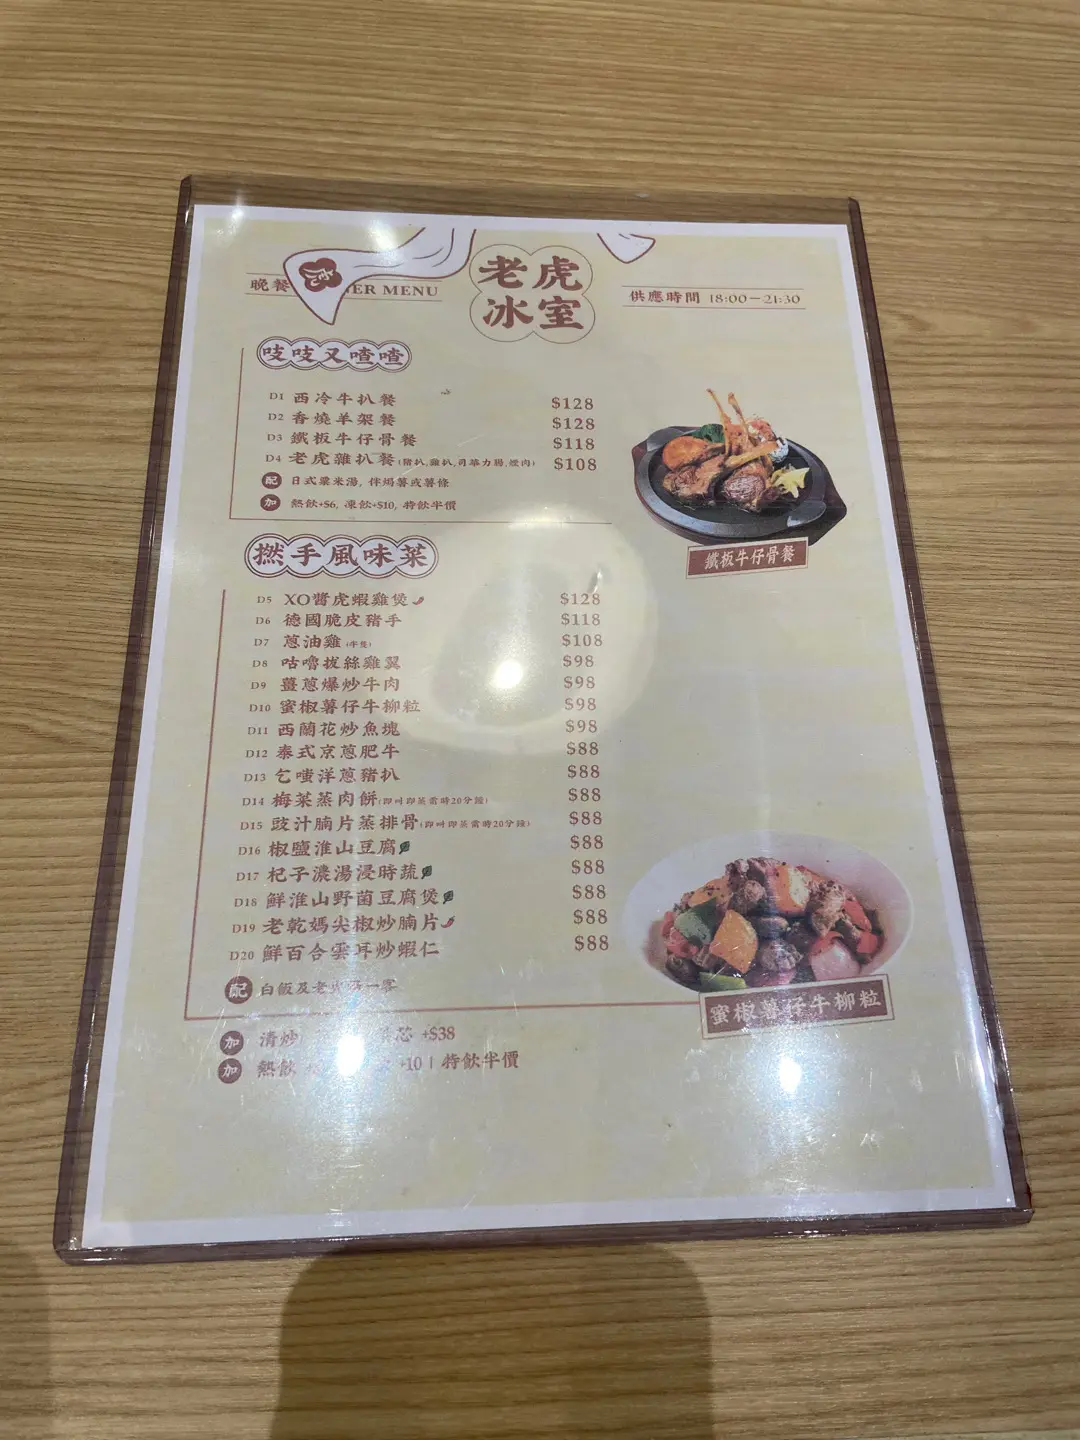 虎
晚餐 ER MENU
老虎
冰室
供應時間 18:00－21:30
吱吱又喳喳
D1 西冷牛扒餐 $128
D2 香燒羊架餐 $128
D3 鐵板牛仔骨餐 $118
D4 老虎雜扒餐(豬扒,雞扒,司華力腸,煙肉) $108
配 日式粟米湯, 伴焗薯或薯條
加 熱飲+$6, 凍飲+$10, 特飲半價
鐵板牛仔骨餐
撚手風味菜
D5 XO醬虎蝦雞煲 $128
D6 德國脆皮豬手 $118
D7 蔥油雞(半隻) $108
D8 咕嚕拔絲雞翼 $98
D9 薑蔥爆炒牛肉 $98
D10 蜜椒薯仔牛柳粒 $98
D11 西蘭花炒魚塊 $98
D12 泰式京蔥肥牛 $88
D13 乞嗤洋蔥豬扒 $88
D14 梅菜蒸肉餅(即叫即蒸需時20分鐘) $88
D15 豉汁腩片蒸排骨(即叫即蒸需時20分鐘) $88
D16 椒鹽淮山豆腐 $88
D17 杞子濃湯浸時蔬 $88
D18 鮮淮山野菌豆腐煲 $88
D19 老乾媽尖椒炒腩片 $88
D20 鮮百合雲耳炒蝦仁 $88
配 白飯及老火湯一客
蜜椒薯仔牛柳粒
加 清炒 芯 +$38
加 熱飲 +10 | 特飲半價